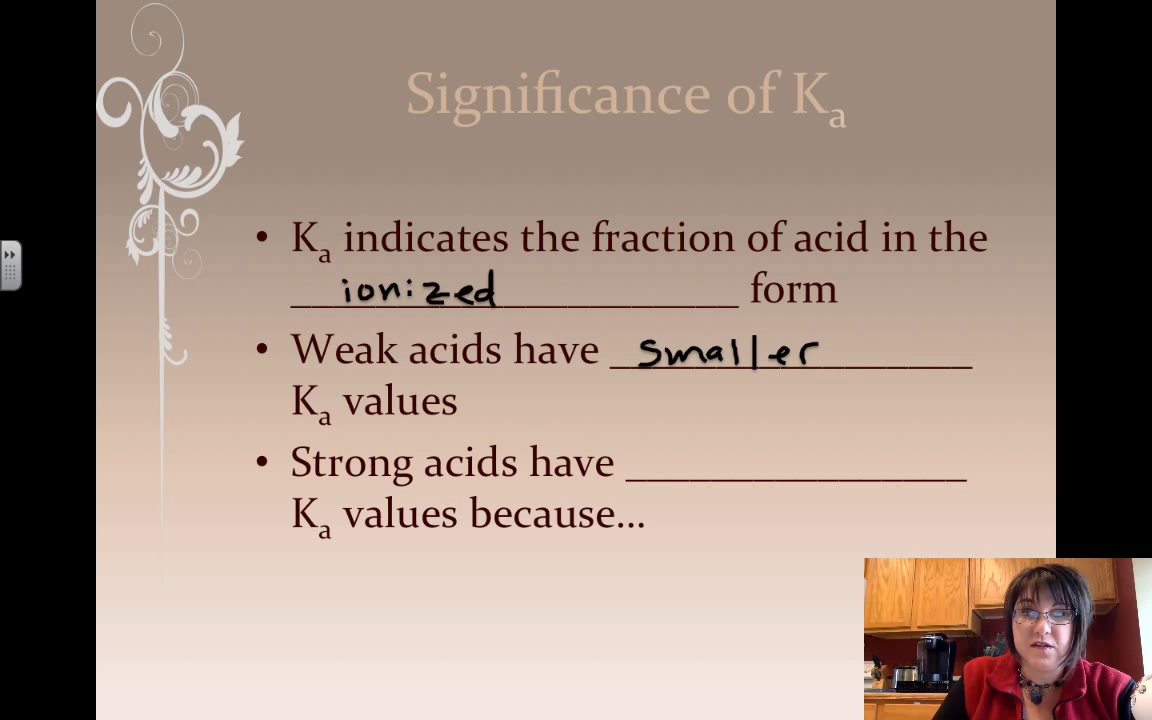 Significance of Kₐ
• Kₐ indicates the fraction of acid in the
ionized form
• Weak acids have smaller
Kₐ values
• Strong acids have ________________
Kₐ values because...